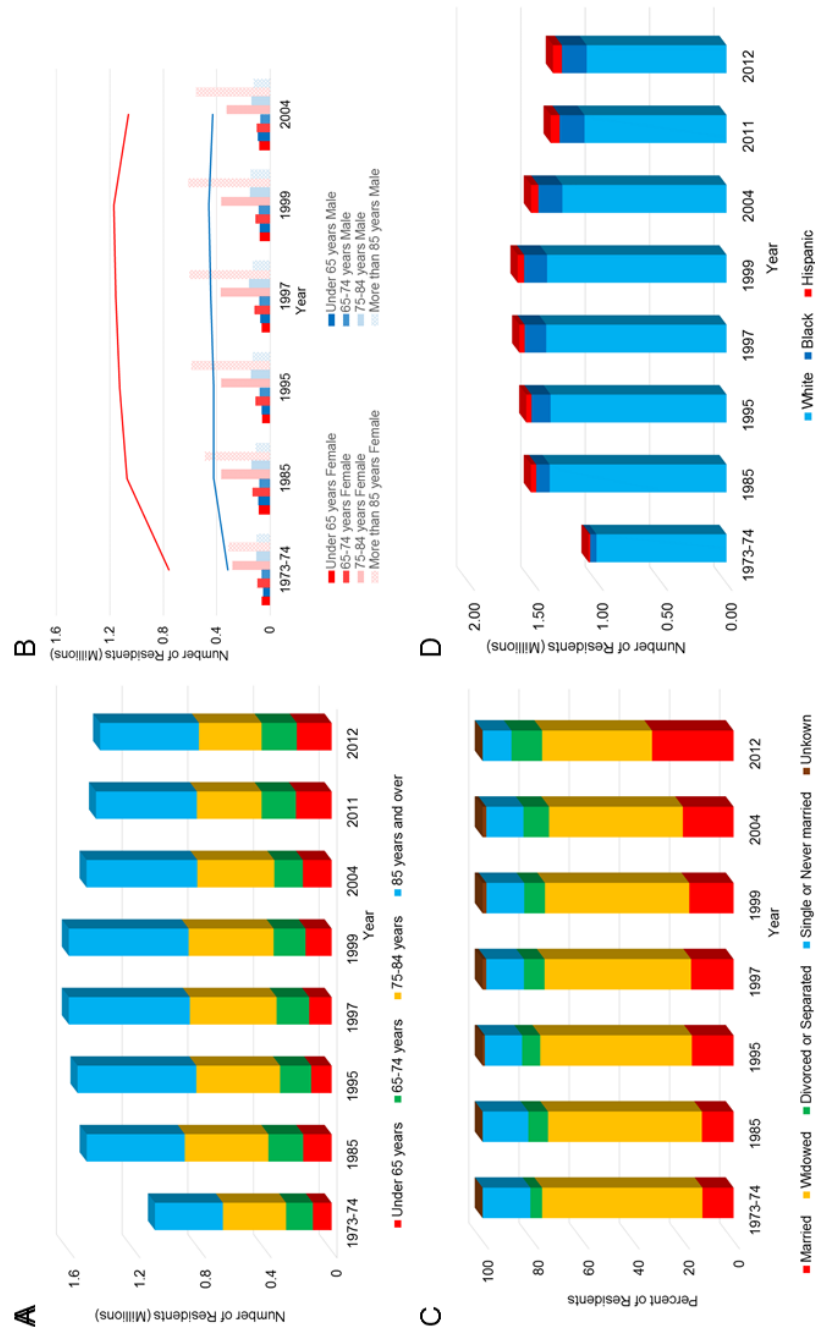 A
Number of Residents (Millions)
1.6
1.2
0.8
0.4
0
1973-74 1985 1995 1997 1999 2004 2011 2012
Year
Under 65 years 65-74 years 75-84 years 85 years and over
B
Number of Residents (Millions)
1.6
1.2
0.8
0.4
0
1973-74 1985 1995 1997 1999 2004
Year
Under 65 years Female Under 65 years Male
65-74 years Female 65-74 years Male
75-84 years Female 75-84 years Male
More than 85 years Female More than 85 years Male
C
Percent of Residents
100
80
60
40
20
0
1973-74 1985 1995 1997 1999 2004 2012
Year
Married Widowed Divorced or Separated Single or Never married Unkown
D
Number of Residents (Millions)
2.00
1.50
1.00
0.50
0.00
1973-74 1985 1995 1997 1999 2004 2011 2012
Year
White Black Hispanic